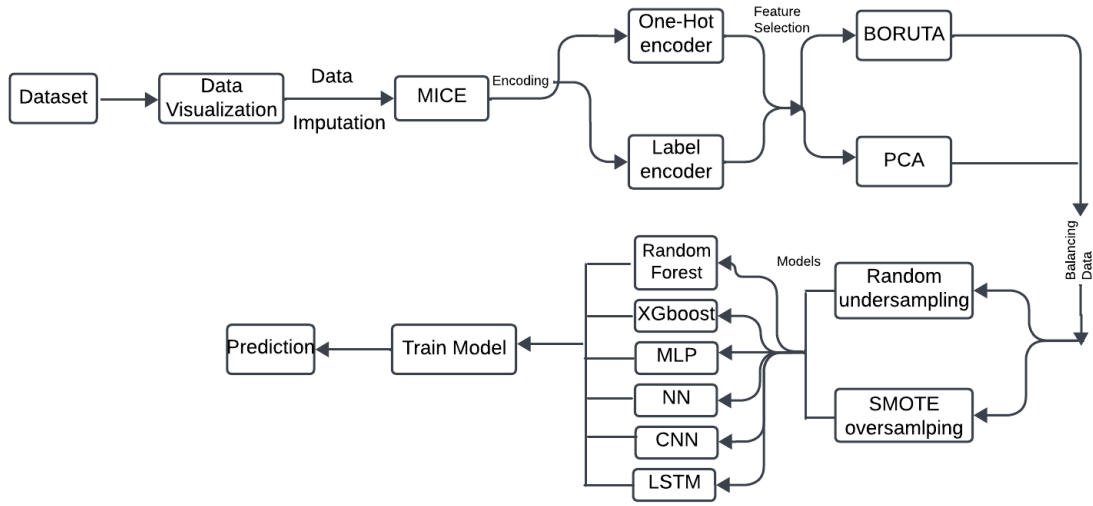 Dataset
Data
Visualization
Data
Imputation
MICE
Encoding
One-Hot
encoder
Label
encoder
Feature
Selection
BORUTA
PCA
Balancing
Data
Random
undersampling
SMOTE
oversamlping
Models
Random
Forest
XGboost
MLP
NN
CNN
LSTM
Train Model
Prediction